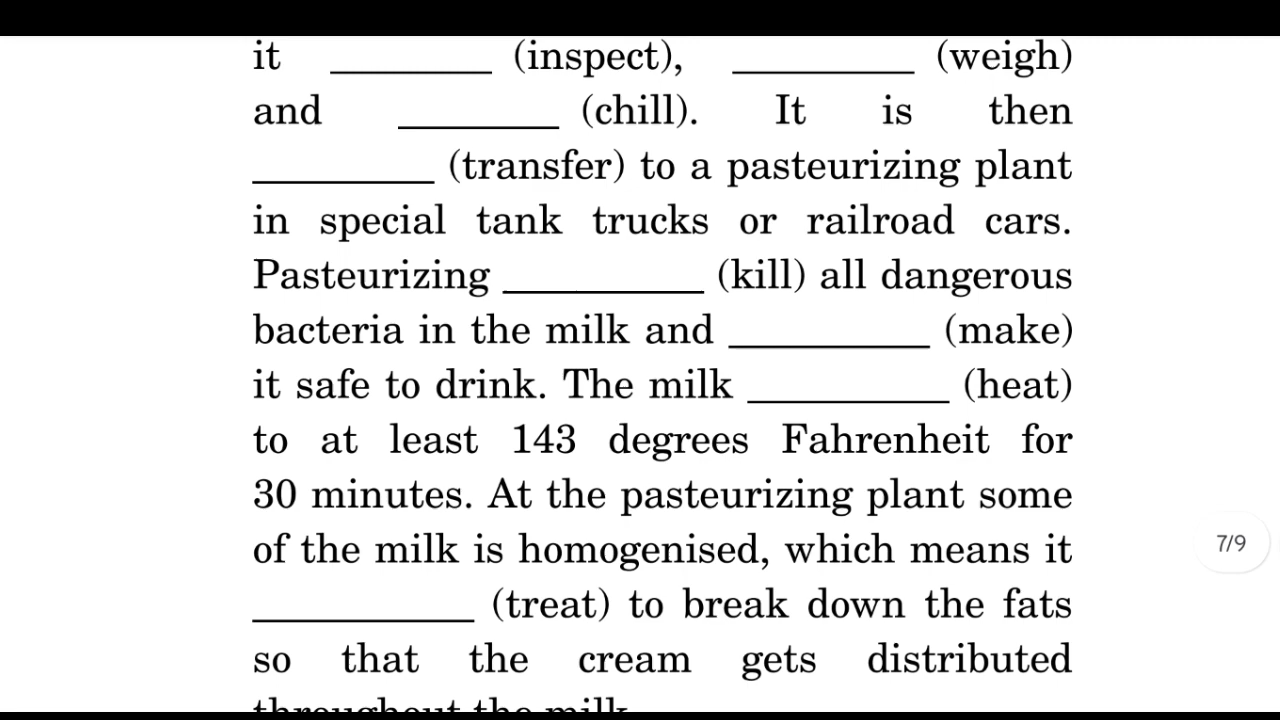 it ________ (inspect), _________ (weigh)
and ________ (chill). It is then
_________ (transfer) to a pasteurizing plant
in special tank trucks or railroad cars.
Pasteurizing __________ (kill) all dangerous
bacteria in the milk and __________ (make)
it safe to drink. The milk __________ (heat)
to at least 143 degrees Fahrenheit for
30 minutes. At the pasteurizing plant some
of the milk is homogenised, which means it
___________ (treat) to break down the fats
so that the cream gets distributed
throughout the milk
7/9